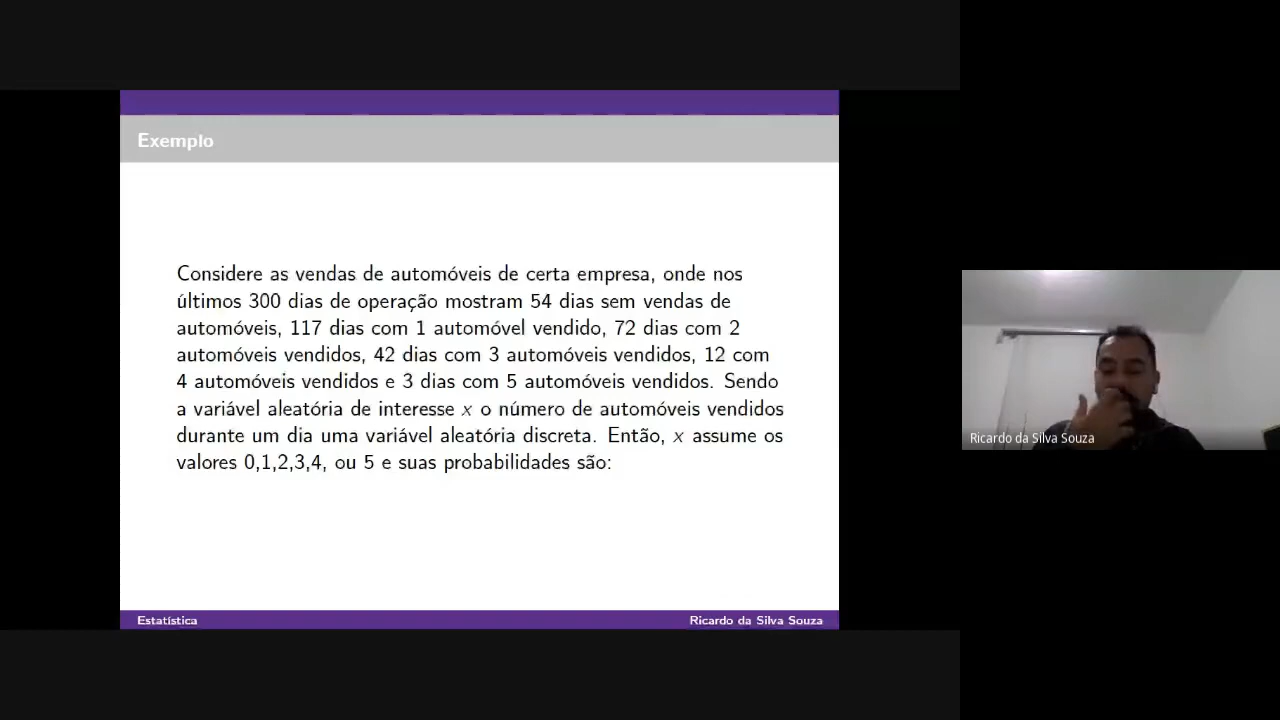 Exemplo
Considere as vendas de automóveis de certa empresa, onde nos
últimos 300 dias de operação mostram 54 dias sem vendas de
automóveis, 117 dias com 1 automóvel vendido, 72 dias com 2
automóveis vendidos, 42 dias com 3 automóveis vendidos, 12 com
4 automóveis vendidos e 3 dias com 5 automóveis vendidos. Sendo
a variável aleatória de interesse x o número de automóveis vendidos
durante um dia uma variável aleatória discreta. Então, x assume os
valores 0,1,2,3,4, ou 5 e suas probabilidades são:
Estatística
Ricardo da Silva Souza
Ricardo da Silva Souza